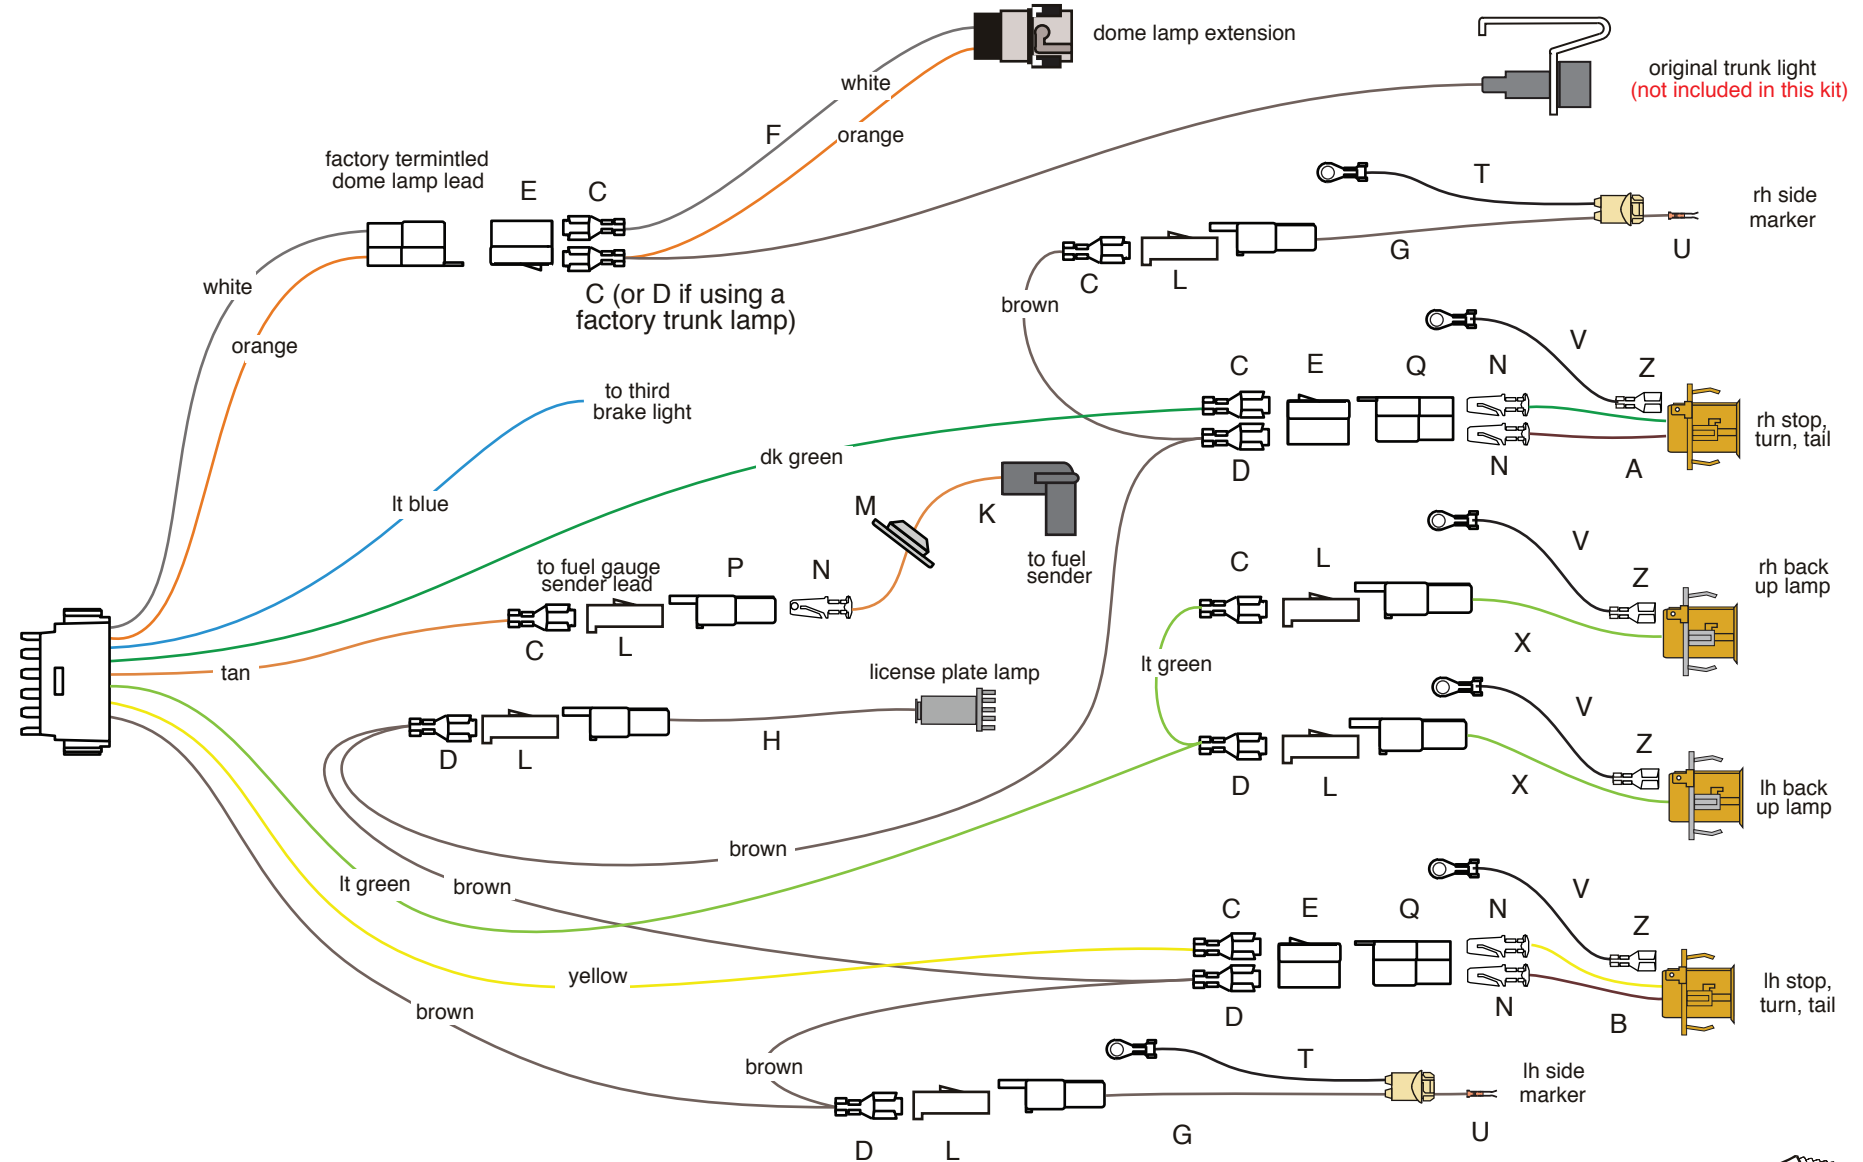 dome lamp extension
original trunk light
(not included in this kit)
white
F
orange
factory termintled
dome lamp lead
E
C
T
rh side
marker
G
U
L
C
white
C (or D if using a
factory trunk lamp)
brown
orange
to third
brake light
V
C
E
Q
N
Z
rh stop,
turn, tail
dk green
D
N
A
lt blue
M
K
to fuel
sender
V
to fuel gauge
sender lead
P
N
C
L
Z
rh back
up lamp
C
L
tan
lt green
X
license plate lamp
V
D
L
H
Z
D
L
X
lh back
up lamp
brown
lt green
brown
V
C
E
Q
N
Z
yellow
lh stop,
turn, tail
brown
D
N
B
brown
T
lh side
marker
D
L
G
U